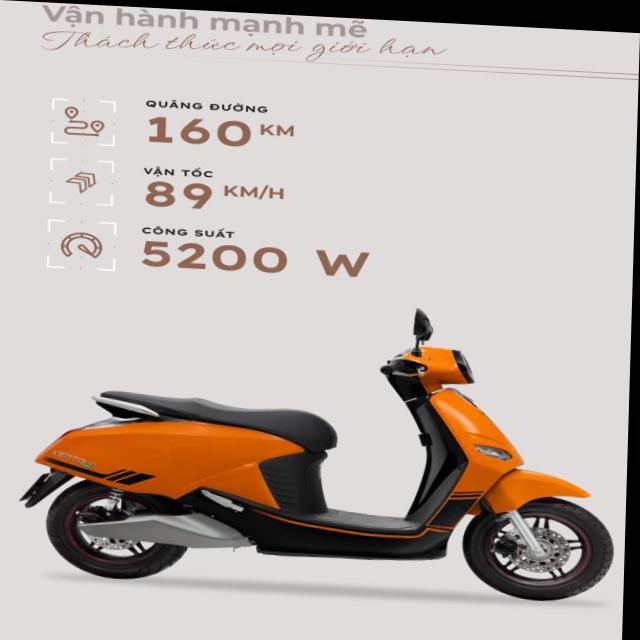 Vận hành mạnh mẽ
Thách thức mọi giới hạn
QUÃNG ĐƯỜNG
160 KM
VẬN TỐC
89 KM/H
CÔNG SUẤT
5200 W
VENTO S